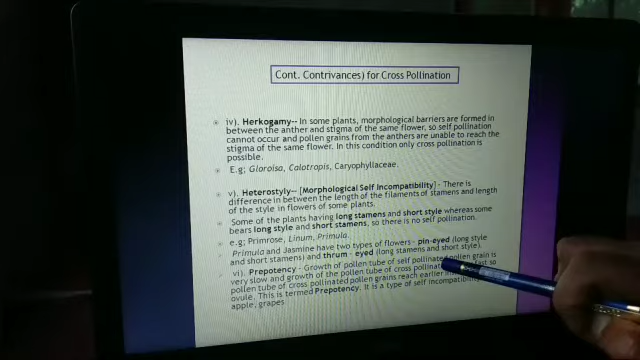 Cont. Contrivances) for Cross Pollination
iv). Herkogamy-- In some plants, morphological barriers are formed in
between the anther and stigma of the same flower, so self pollination
cannot occur and pollen grains from the anthers are unable to reach the
stigma of the same flower. In this condition only cross pollination is
possible.
E.g; Gloroisa, Calotropis, Caryophyllaceae.
v). Heterostyly-- [Morphological Self Incompatibility] - There is
difference in between the length of the filaments of stamens and length
of the style in flowers of some plants.
Some of the plants having long stamens and short style whereas some
bears long style and short stamens, so there is no self pollination.
e.g; Primrose, Linum, Primula.
Primula and Jasmine have two types of flowers - pin-eyed (long style
and short stamens) and thrum - eyed (long stamens and short style).
vi). Prepotency - Growth of pollen tube of self pollinated pollen grain is
very slow and growth of the pollen tube of cross fast so
pollen tube of cross pollinated pollen grains reach earlier
ovule. This is termed Prepotency. It is a type of self
apple, grapes